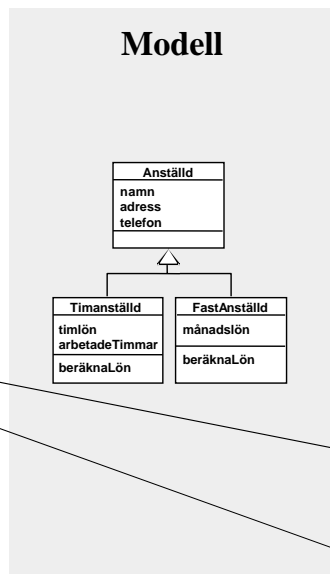 Modell
Anställd
namn
adress
telefon
Timanställd
timlön
arbetadeTimmar
beräknaLön
FastAnställd
månadslön
beräknaLön